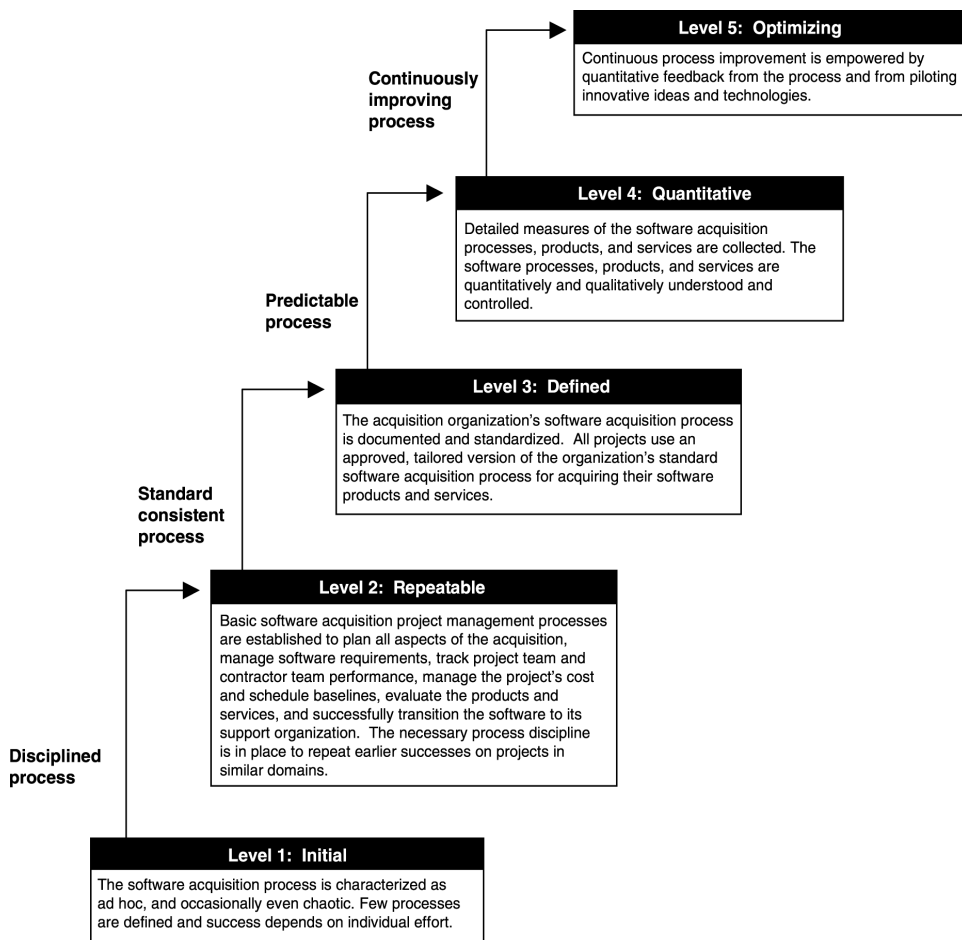 Level 5: Optimizing
Continuous process improvement is empowered by
quantitative feedback from the process and from piloting
innovative ideas and technologies.
Continuously
improving
process
Level 4: Quantitative
Detailed measures of the software acquisition
processes, products, and services are collected. The
software processes, products, and services are
quantitatively and qualitatively understood and
controlled.
Predictable
process
Level 3: Defined
The acquisition organization’s software acquisition process
is documented and standardized. All projects use an
approved, tailored version of the organization’s standard
software acquisition process for acquiring their software
products and services.
Standard
consistent
process
Level 2: Repeatable
Basic software acquisition project management processes
are established to plan all aspects of the acquisition,
manage software requirements, track project team and
contractor team performance, manage the project’s cost
and schedule baselines, evaluate the products and
services, and successfully transition the software to its
support organization. The necessary process discipline
is in place to repeat earlier successes on projects in
similar domains.
Disciplined
process
Level 1: Initial
The software acquisition process is characterized as
ad hoc, and occasionally even chaotic. Few processes
are defined and success depends on individual effort.